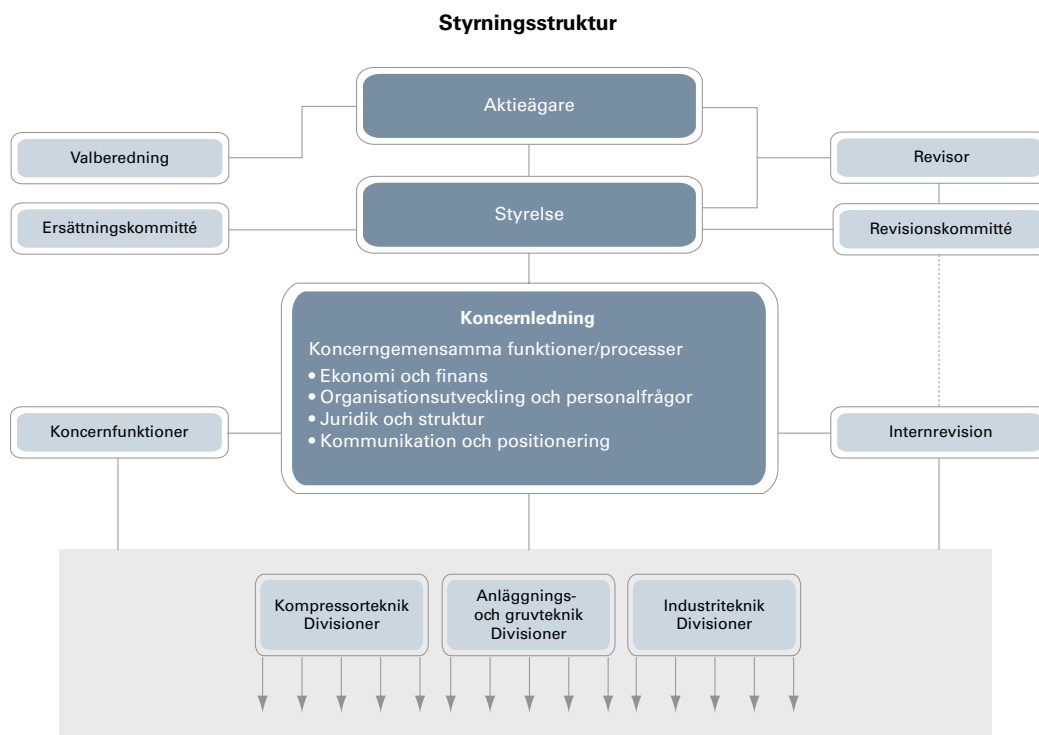 Styrningsstruktur
Aktieägare
Valberedning
Revisor
Styrelse
Ersättningskommitté
Revisionskommitté
Koncernledning
Koncerngemensamma funktioner/processer
• Ekonomi och finans
• Organisationsutveckling och personalfrågor
• Juridik och struktur
• Kommunikation och positionering
Koncernfunktioner
Internrevision
Kompressorteknik
Divisioner
Anläggnings-
och gruvteknik
Divisioner
Industriteknik
Divisioner